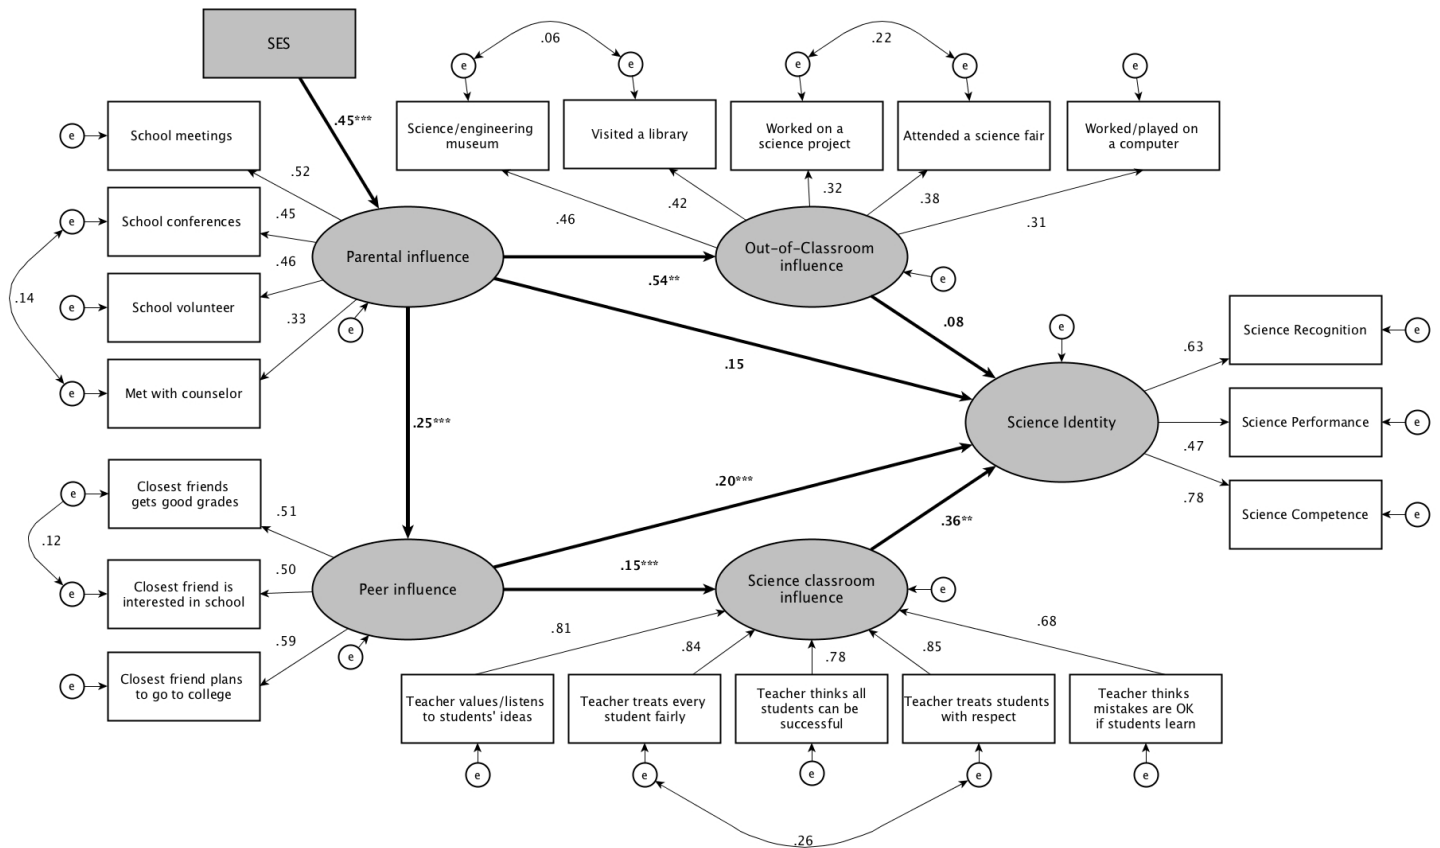 SES
.06
.22
e
e
e
e
e
.45***
School meetings
e
Science/engineering
museum
Visited a library
Worked on a
science project
Attended a science fair
Worked/played on
a computer
.52
.46
.42
.32
.38
.31
School conferences
e
.45
Parental influence
Out-of-Classroom
influence
e
.46
School volunteer
e
.14
.33
e
.54**
.08
.15
Met with counselor
e
e
Science Identity
.63
Science Recognition
e
Science Performance
e
.47
.78
Science Competence
e
.25***
.20***
.36**
.15***
Closest friends
gets good grades
e
.51
.12
Closest friend is
interested in school
e
.50
Peer influence
Science classroom
influence
e
.59
e
Closest friend plans
to go to college
e
.81
.84
.78
.85
.68
Teacher values/listens
to students' ideas
Teacher treats every
student fairly
Teacher thinks all
students can be
successful
Teacher treats students
with respect
Teacher thinks
mistakes are OK
if students learn
e
e
e
e
e
.26